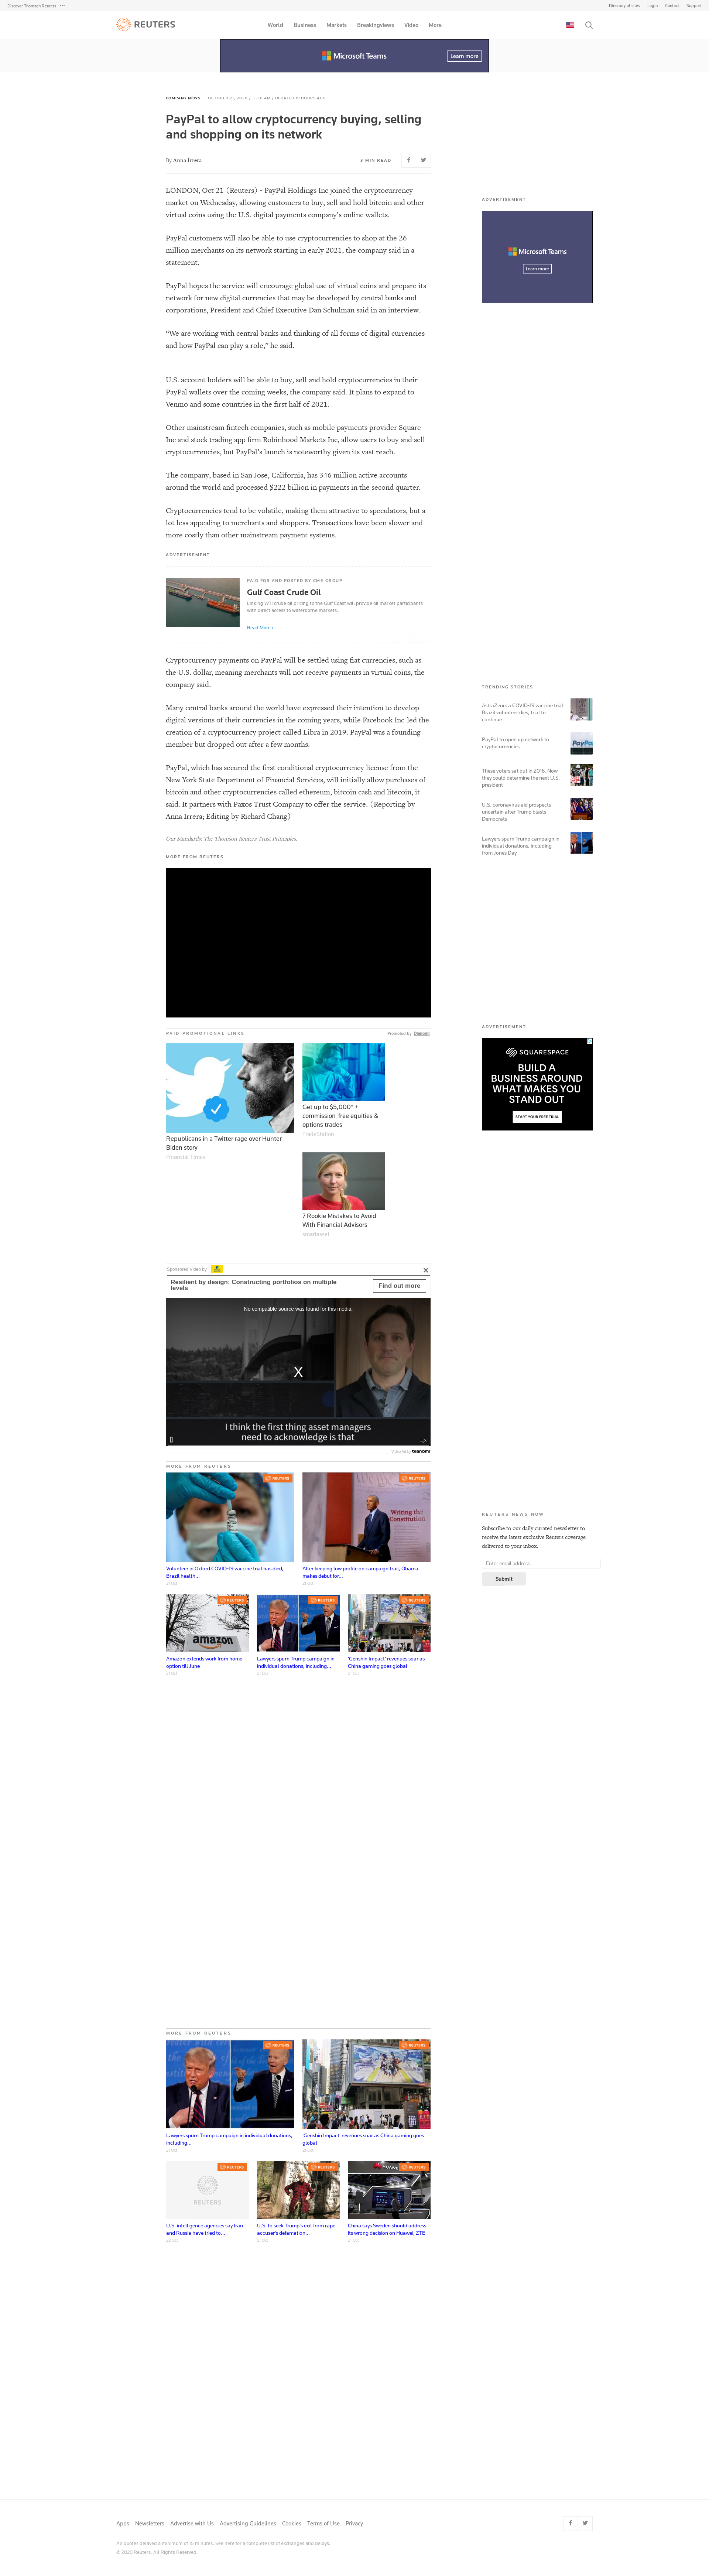 Discover Thomson Reuters
Directory of sites
Login
Contact
Support
REUTERS
World
Business
Markets
Breakingviews
Video
More
Microsoft Teams
Learn more
COMPANY NEWS
OCTOBER 21, 2020 / 11:50 AM / UPDATED 19 HOURS AGO
PayPal to allow cryptocurrency buying, selling
and shopping on its network
By Anna Irrera
3 MIN READ
LONDON, Oct 21 (Reuters) - PayPal Holdings Inc joined the cryptocurrency
market on Wednesday, allowing customers to buy, sell and hold bitcoin and other
virtual coins using the U.S. digital payments company’s online wallets.
PayPal customers will also be able to use cryptocurrencies to shop at the 26
million merchants on its network starting in early 2021, the company said in a
statement.
PayPal hopes the service will encourage global use of virtual coins and prepare its
network for new digital currencies that may be developed by central banks and
corporations, President and Chief Executive Dan Schulman said in an interview.
“We are working with central banks and thinking of all forms of digital currencies
and how PayPal can play a role,” he said.
U.S. account holders will be able to buy, sell and hold cryptocurrencies in their
PayPal wallets over the coming weeks, the company said. It plans to expand to
Venmo and some countries in the first half of 2021.
Other mainstream fintech companies, such as mobile payments provider Square
Inc and stock trading app firm Robinhood Markets Inc, allow users to buy and sell
cryptocurrencies, but PayPal’s launch is noteworthy given its vast reach.
The company, based in San Jose, California, has 346 million active accounts
around the world and processed $222 billion in payments in the second quarter.
Cryptocurrencies tend to be volatile, making them attractive to speculators, but a
lot less appealing to merchants and shoppers. Transactions have been slower and
more costly than other mainstream payment systems.
ADVERTISEMENT
PAID FOR AND POSTED BY CME GROUP
Gulf Coast Crude Oil
Linking WTI crude oil pricing to the Gulf Coast will provide oil market participants
with direct access to waterborne markets.
Read More ›
Cryptocurrency payments on PayPal will be settled using fiat currencies, such as
the U.S. dollar, meaning merchants will not receive payments in virtual coins, the
company said.
Many central banks around the world have expressed their intention to develop
digital versions of their currencies in the coming years, while Facebook Inc-led the
creation of a cryptocurrency project called Libra in 2019. PayPal was a founding
member but dropped out after a few months.
PayPal, which has secured the first conditional cryptocurrency license from the
New York State Department of Financial Services, will initially allow purchases of
bitcoin and other cryptocurrencies called ethereum, bitcoin cash and litecoin, it
said. It partners with Paxos Trust Company to offer the service. (Reporting by
Anna Irrera; Editing by Richard Chang)
Our Standards: The Thomson Reuters Trust Principles.
MORE FROM REUTERS
PAID PROMOTIONAL LINKS
Promoted by Dianomi
Republicans in a Twitter rage over Hunter
Biden story
Financial Times
Get up to $5,000* +
commission-free equities &
options trades
TradeStation
7 Rookie Mistakes to Avoid
With Financial Advisors
smartasset
Sponsored Video by
Resilient by design: Constructing portfolios on multiple
levels
Find out more
No compatible source was found for this media.
X
I think the first thing asset managers
need to acknowledge is that
MORE FROM REUTERS
REUTERS
REUTERS
Writing the
Constitution
Volunteer in Oxford COVID-19 vaccine trial has died,
Brazil health...
21 Oct
After keeping low profile on campaign trail, Obama
makes debut for...
21 Oct
REUTERS
REUTERS
REUTERS
amazon
Amazon extends work from home
option till June
21 Oct
Lawyers spurn Trump campaign in
individual donations, including...
21 Oct
'Genshin Impact' revenues soar as
China gaming goes global
21 Oct
MORE FROM REUTERS
REUTERS
REUTERS
Lawyers spurn Trump campaign in individual donations,
including...
21 Oct
'Genshin Impact' revenues soar as China gaming goes
global
21 Oct
REUTERS
REUTERS
REUTERS
REUTERS
HUAWEI
U.S. intelligence agencies say Iran
and Russia have tried to...
U.S. to seek Trump's exit from rape
accuser's defamation...
China says Sweden should address
its wrong decision on Huawei, ZTE
ADVERTISEMENT
Microsoft Teams
Learn more
TRENDING STORIES
AstraZeneca COVID-19 vaccine trial
Brazil volunteer dies, trial to
continue
PayPal to open up network to
cryptocurrencies
PayPal
These voters sat out in 2016. Now
they could determine the next U.S.
president
U.S. coronavirus aid prospects
uncertain after Trump blasts
Democrats
Lawyers spurn Trump campaign in
individual donations, including
from Jones Day
ADVERTISEMENT
SQUARESPACE
BUILD A
BUSINESS AROUND
WHAT MAKES YOU
STAND OUT
START YOUR FREE TRIAL
REUTERS NEWS NOW
Subscribe to our daily curated newsletter to
receive the latest exclusive Reuters coverage
delivered to your inbox.
Enter email address
Submit
Apps
Newsletters
Advertise with Us
Advertising Guidelines
Cookies
Terms of Use
Privacy
All quotes delayed a minimum of 15 minutes. See here for a complete list of exchanges and delays.
© 2020 Reuters. All Rights Reserved.